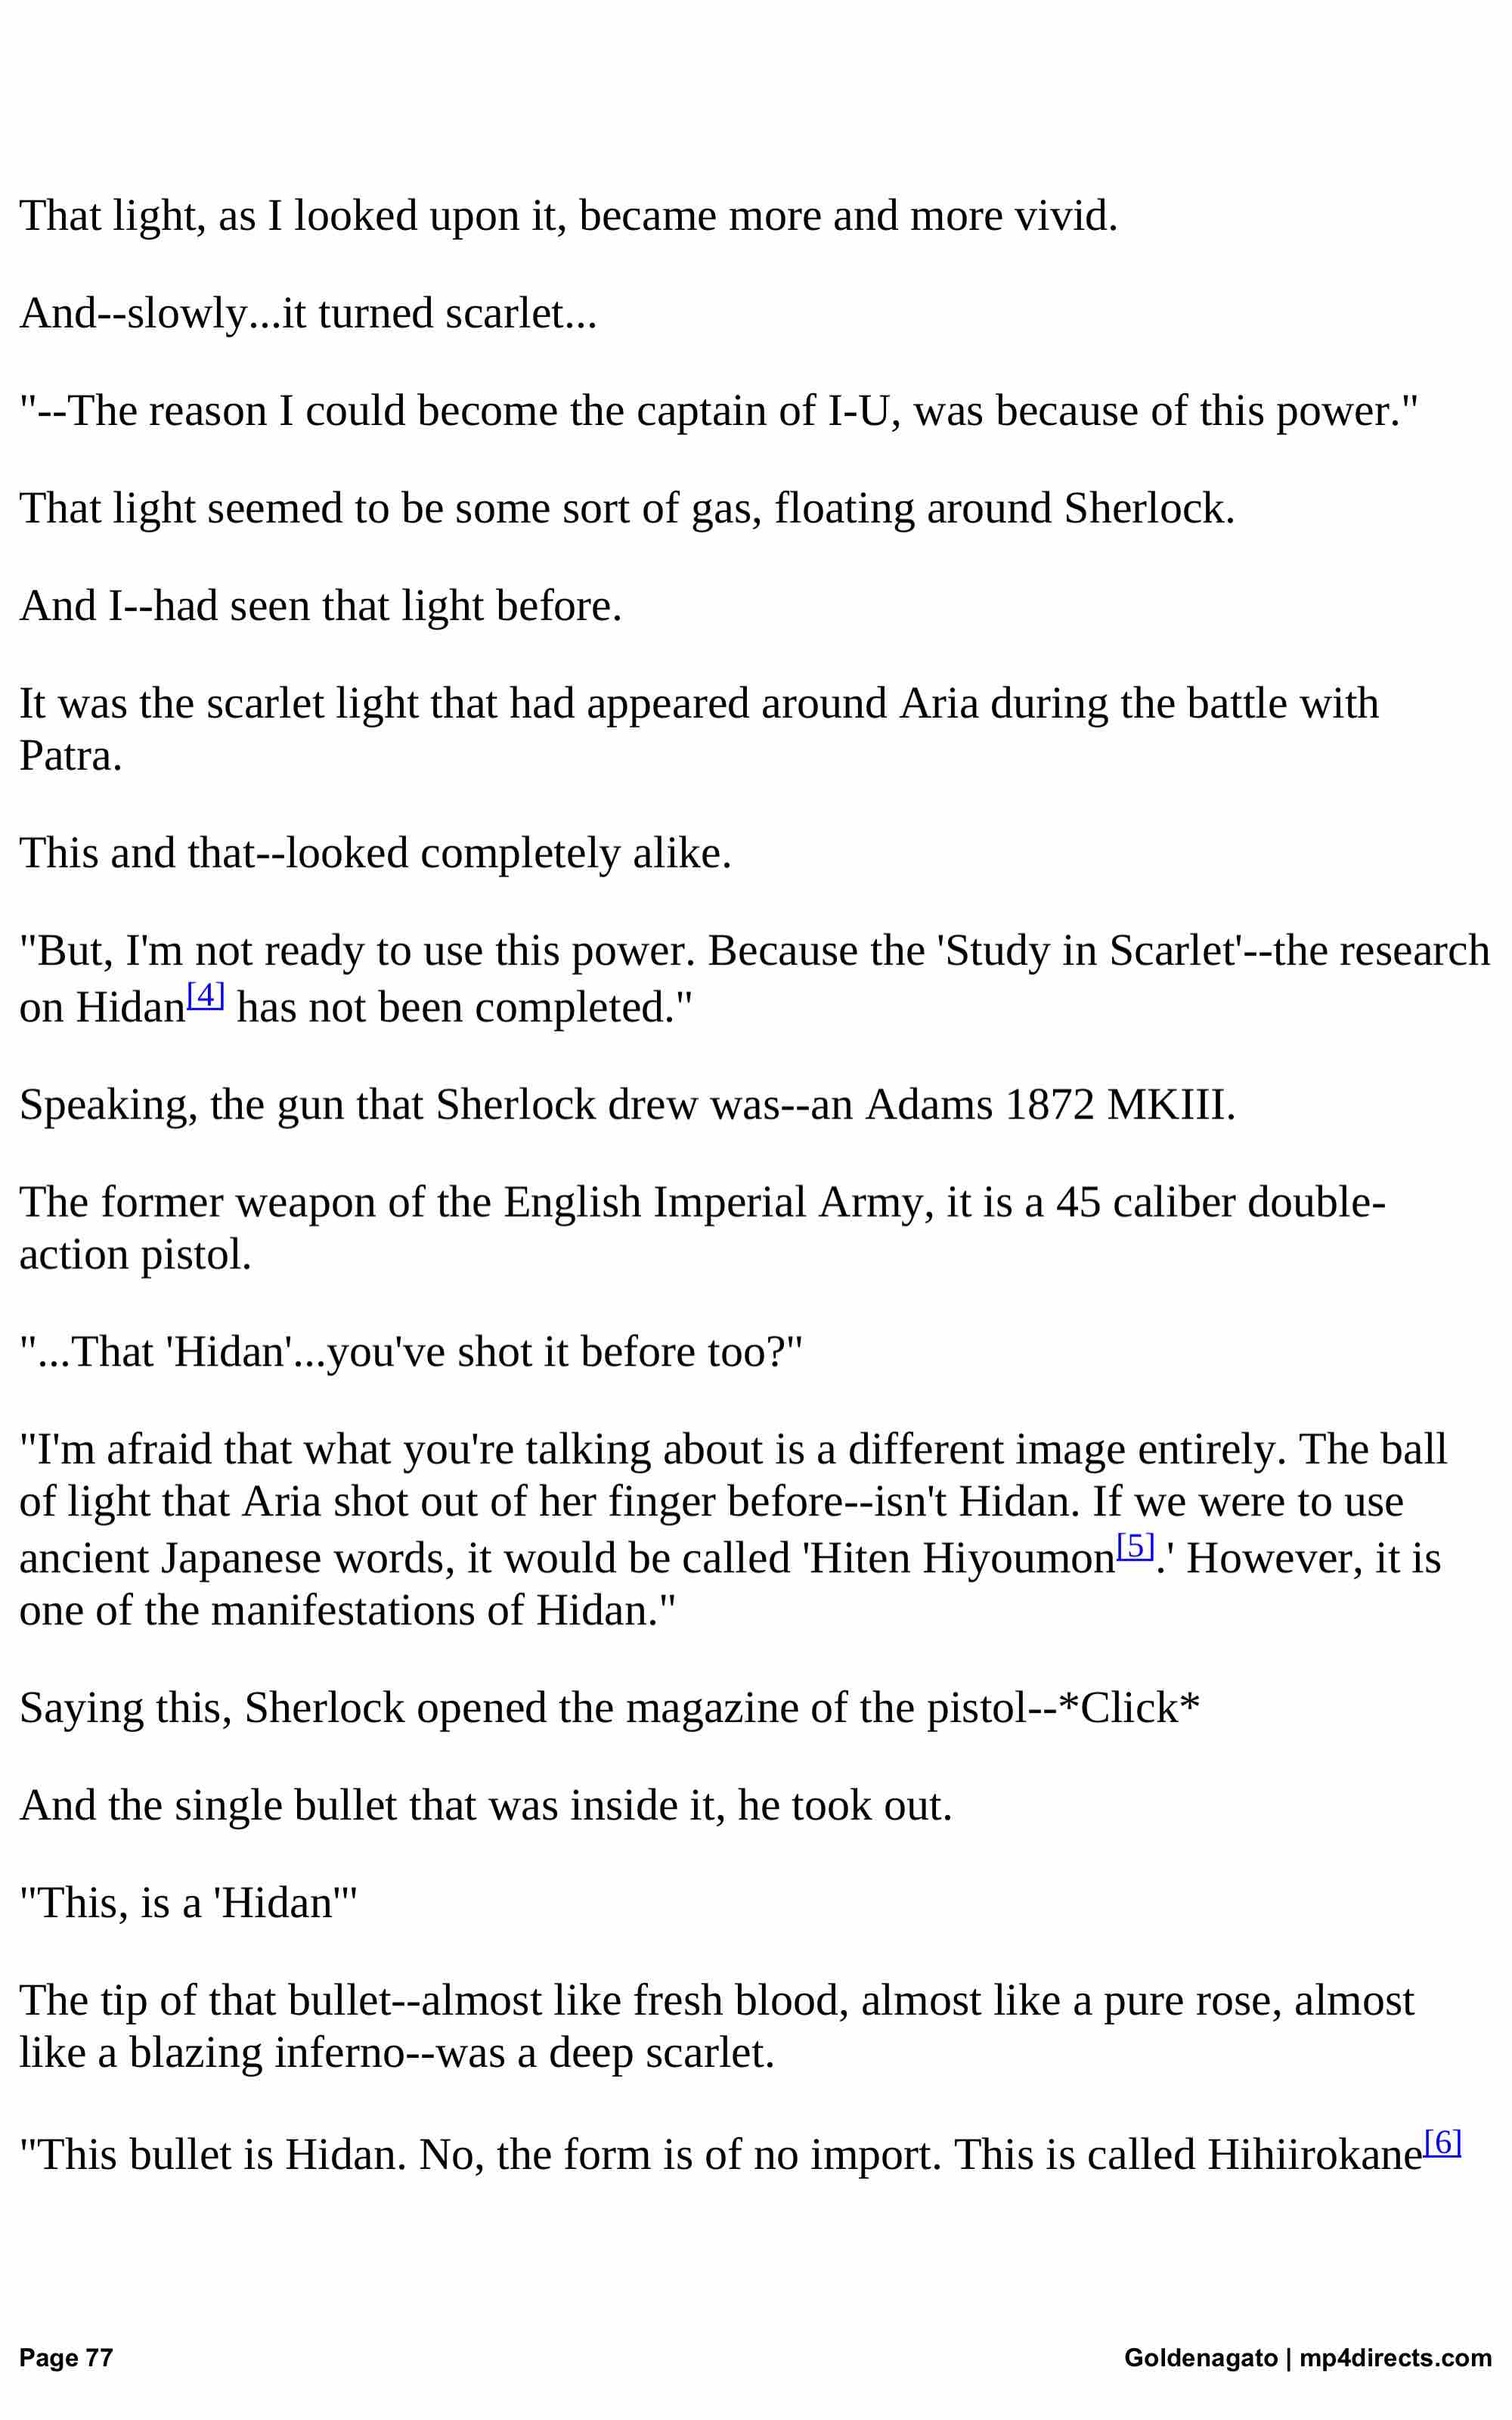 That light, as I looked upon it, became more and more vivid.
And--slowly...it turned scarlet...
"--The reason I could become the captain of I-U, was because of this power."
That light seemed to be some sort of gas, floating around Sherlock.
And I--had seen that light before.
It was the scarlet light that had appeared around Aria during the battle with
Patra.
This and that--looked completely alike.
"But, I'm not ready to use this power. Because the 'Study in Scarlet'--the research
on Hidan[4] has not been completed."
Speaking, the gun that Sherlock drew was--an Adams 1872 MKIII.
The former weapon of the English Imperial Army, it is a 45 caliber double-
action pistol.
"...That 'Hidan'...you've shot it before too?"
"I'm afraid that what you're talking about is a different image entirely. The ball
of light that Aria shot out of her finger before--isn't Hidan. If we were to use
ancient Japanese words, it would be called 'Hiten Hiyoumon[5].' However, it is
one of the manifestations of Hidan."
Saying this, Sherlock opened the magazine of the pistol--*Click*
And the single bullet that was inside it, he took out.
"This, is a 'Hidan'"
The tip of that bullet--almost like fresh blood, almost like a pure rose, almost
like a blazing inferno--was a deep scarlet.
"This bullet is Hidan. No, the form is of no import. This is called Hihiirokane[6]
Page 77
Goldenagato | mp4directs.com